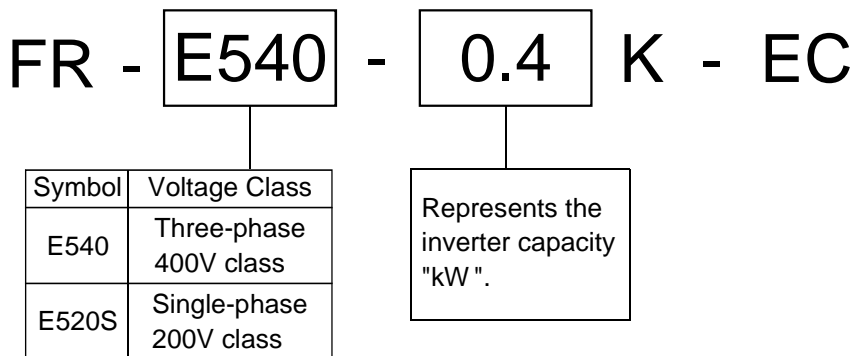 FR - E540 - 0.4 K - EC
Symbol Voltage Class
E540 Three-phase
400V class
E520S Single-phase
200V class
Represents the
inverter capacity
"kW ".